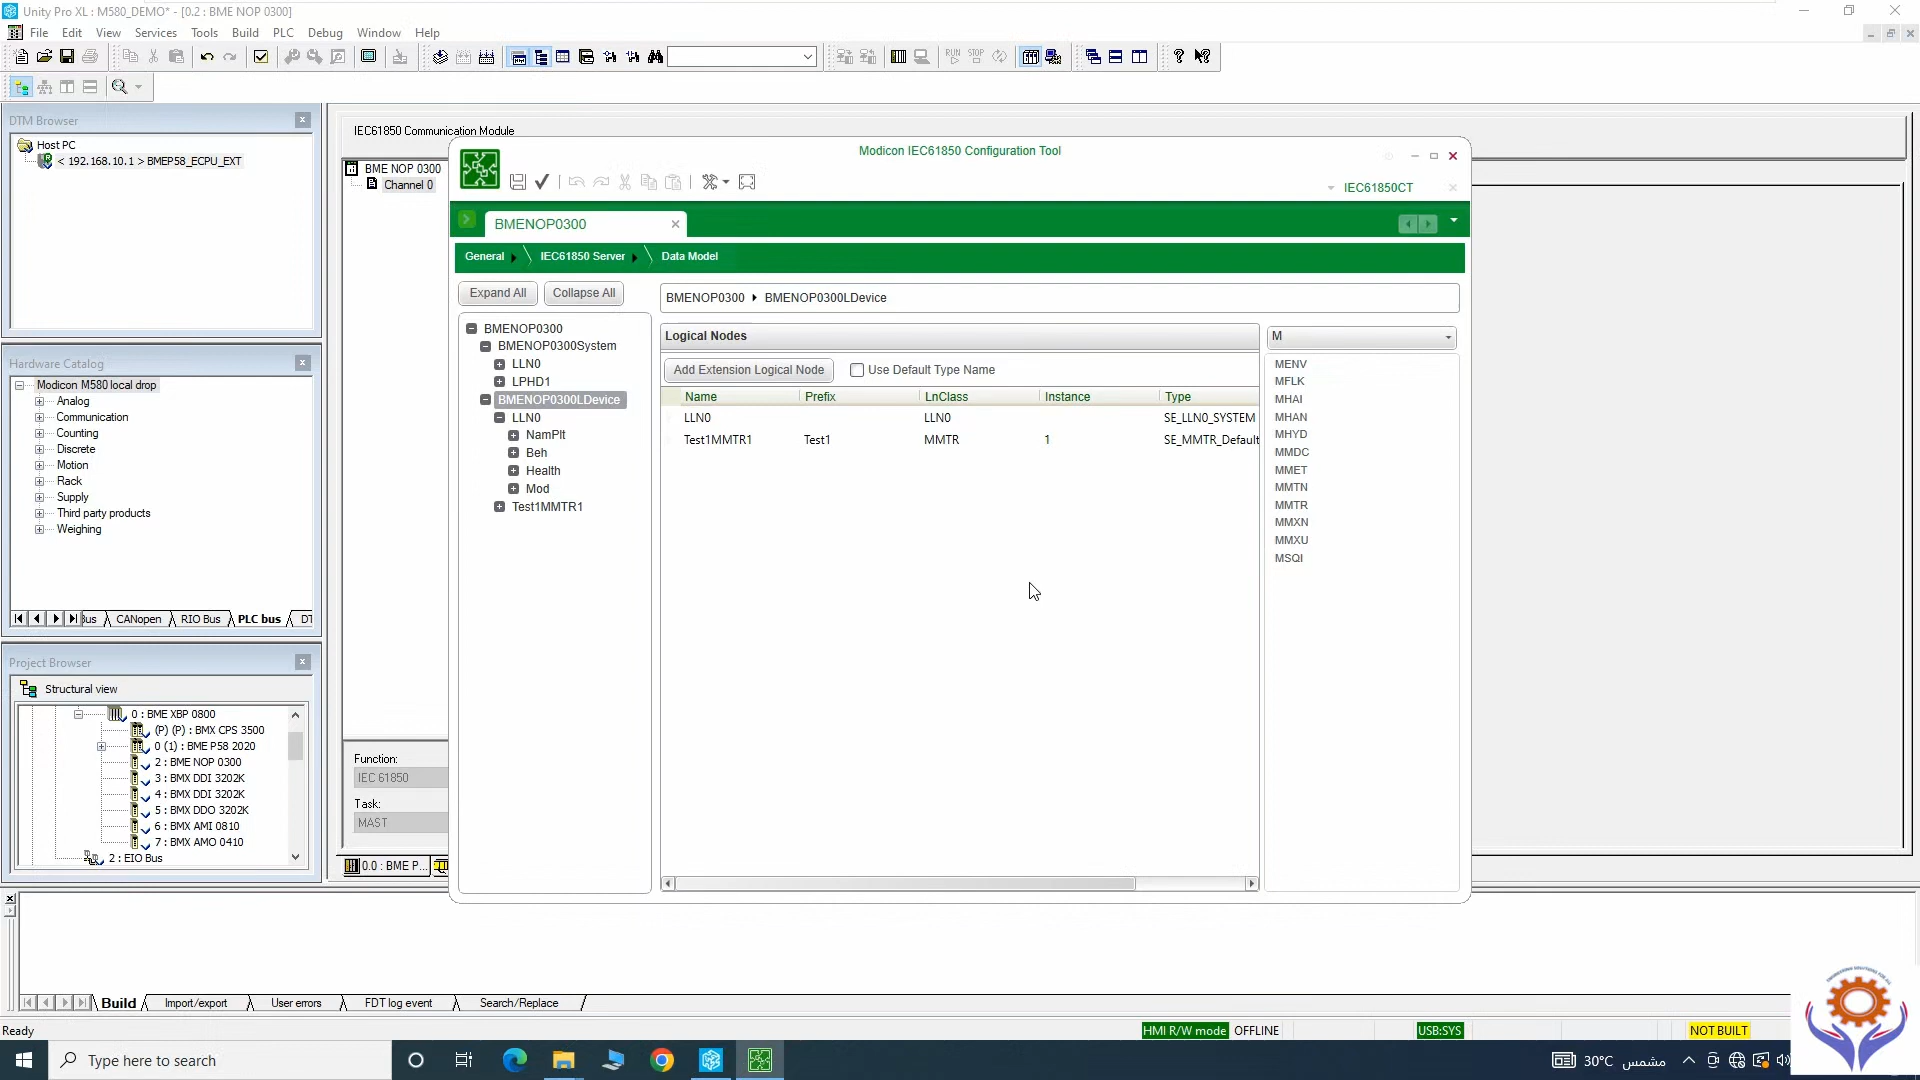 Unity Pro XL : M580_DEMO* - [0.2 : BME NOP 0300]
File Edit View Services Tools Build PLC Debug Window Help
RUN STOP
DTM Browser
Host PC
< 192.168.10.1 > BMEP58_ECPU_EXT
Hardware Catalog
Modicon M580 local drop
Analog
Communication
Counting
Discrete
Motion
Rack
Supply
Third party products
Weighing
Bus CANopen RIO Bus PLC bus DT
Project Browser
Structural view
0 : BME XBP 0800
(P) (P) : BMX CPS 3500
0 (1) : BME P58 2020
2 : BME NOP 0300
3 : BMX DDI 3202K
4 : BMX DDI 3202K
5 : BMX DDO 3202K
6 : BMX AMI 0810
7 : BMX AMO 0410
2 : EIO Bus
IEC61850 Communication Module
BME NOP 0300
Channel 0
Function:
IEC 61850
Task:
MAST
0.0 : BME P...
Modicon IEC61850 Configuration Tool
IEC61850CT
BMENOP0300
General IEC61850 Server Data Model
Expand All Collapse All
BMENOP0300 BMENOP0300LDevice
BMENOP0300
BMENOP0300System
LLN0
LPHD1
BMENOP0300LDevice
LLN0
NamPlt
Beh
Health
Mod
Test1MMTR1
Logical Nodes
Add Extension Logical Node Use Default Type Name
Name Prefix LnClass Instance Type
LLN0 LLN0 SE_LLN0_SYSTEM
Test1MMTR1 Test1 MMTR 1 SE_MMTR_Default
M
MENV
MFLK
MHAI
MHAN
MHYD
MMDC
MMET
MMTN
MMTR
MMXN
MMXU
MSQI
Build Import/export User errors FDT log event Search/Replace
Ready
HMI R/W mode OFFLINE USB:SYS NOT BUILT
Type here to search
30°C مشمس